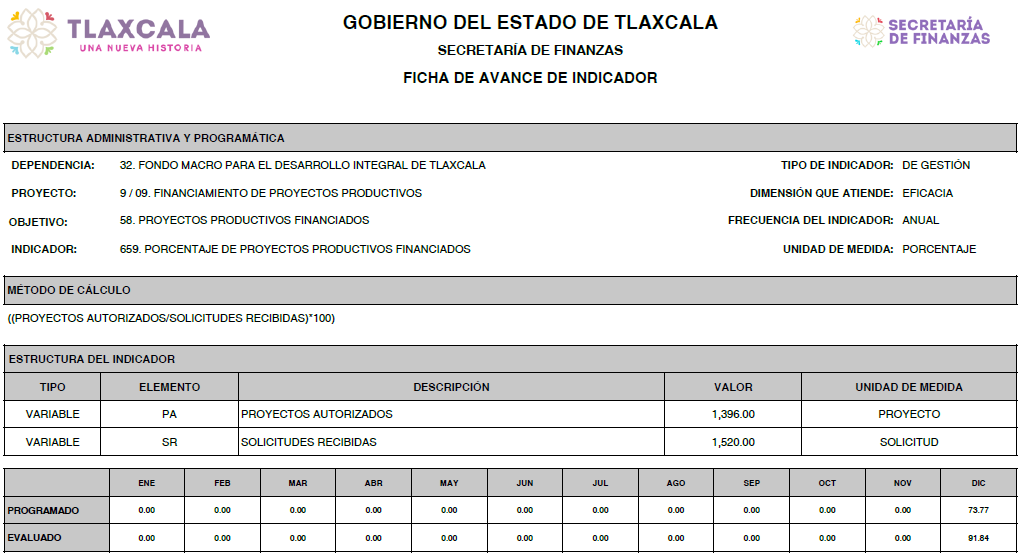 TLAXCALA
UNA NUEVA HISTORIA
GOBIERNO DEL ESTADO DE TLAXCALA
SECRETARÍA DE FINANZAS
FICHA DE AVANCE DE INDICADOR
SECRETARÍA
DE FINANZAS
ESTRUCTURA ADMINISTRATIVA Y PROGRAMÁTICA
DEPENDENCIA: 32. FONDO MACRO PARA EL DESARROLLO INTEGRAL DE TLAXCALA TIPO DE INDICADOR: DE GESTIÓN
PROYECTO: 9 / 09. FINANCIAMIENTO DE PROYECTOS PRODUCTIVOS DIMENSIÓN QUE ATIENDE: EFICACIA
OBJETIVO: 58. PROYECTOS PRODUCTIVOS FINANCIADOS FRECUENCIA DEL INDICADOR: ANUAL
INDICADOR: 659. PORCENTAJE DE PROYECTOS PRODUCTIVOS FINANCIADOS UNIDAD DE MEDIDA: PORCENTAJE
MÉTODO DE CÁLCULO
((PROYECTOS AUTORIZADOS/SOLICITUDES RECIBIDAS)*100)
ESTRUCTURA DEL INDICADOR
TIPO ELEMENTO DESCRIPCIÓN VALOR UNIDAD DE MEDIDA
VARIABLE PA PROYECTOS AUTORIZADOS 1,396.00 PROYECTO
VARIABLE SR SOLICITUDES RECIBIDAS 1,520.00 SOLICITUD
ENE FEB MAR ABR MAY JUN JUL AGO SEP OCT NOV DIC
PROGRAMADO 0.00 0.00 0.00 0.00 0.00 0.00 0.00 0.00 0.00 0.00 0.00 73.77
EVALUADO 0.00 0.00 0.00 0.00 0.00 0.00 0.00 0.00 0.00 0.00 0.00 91.84